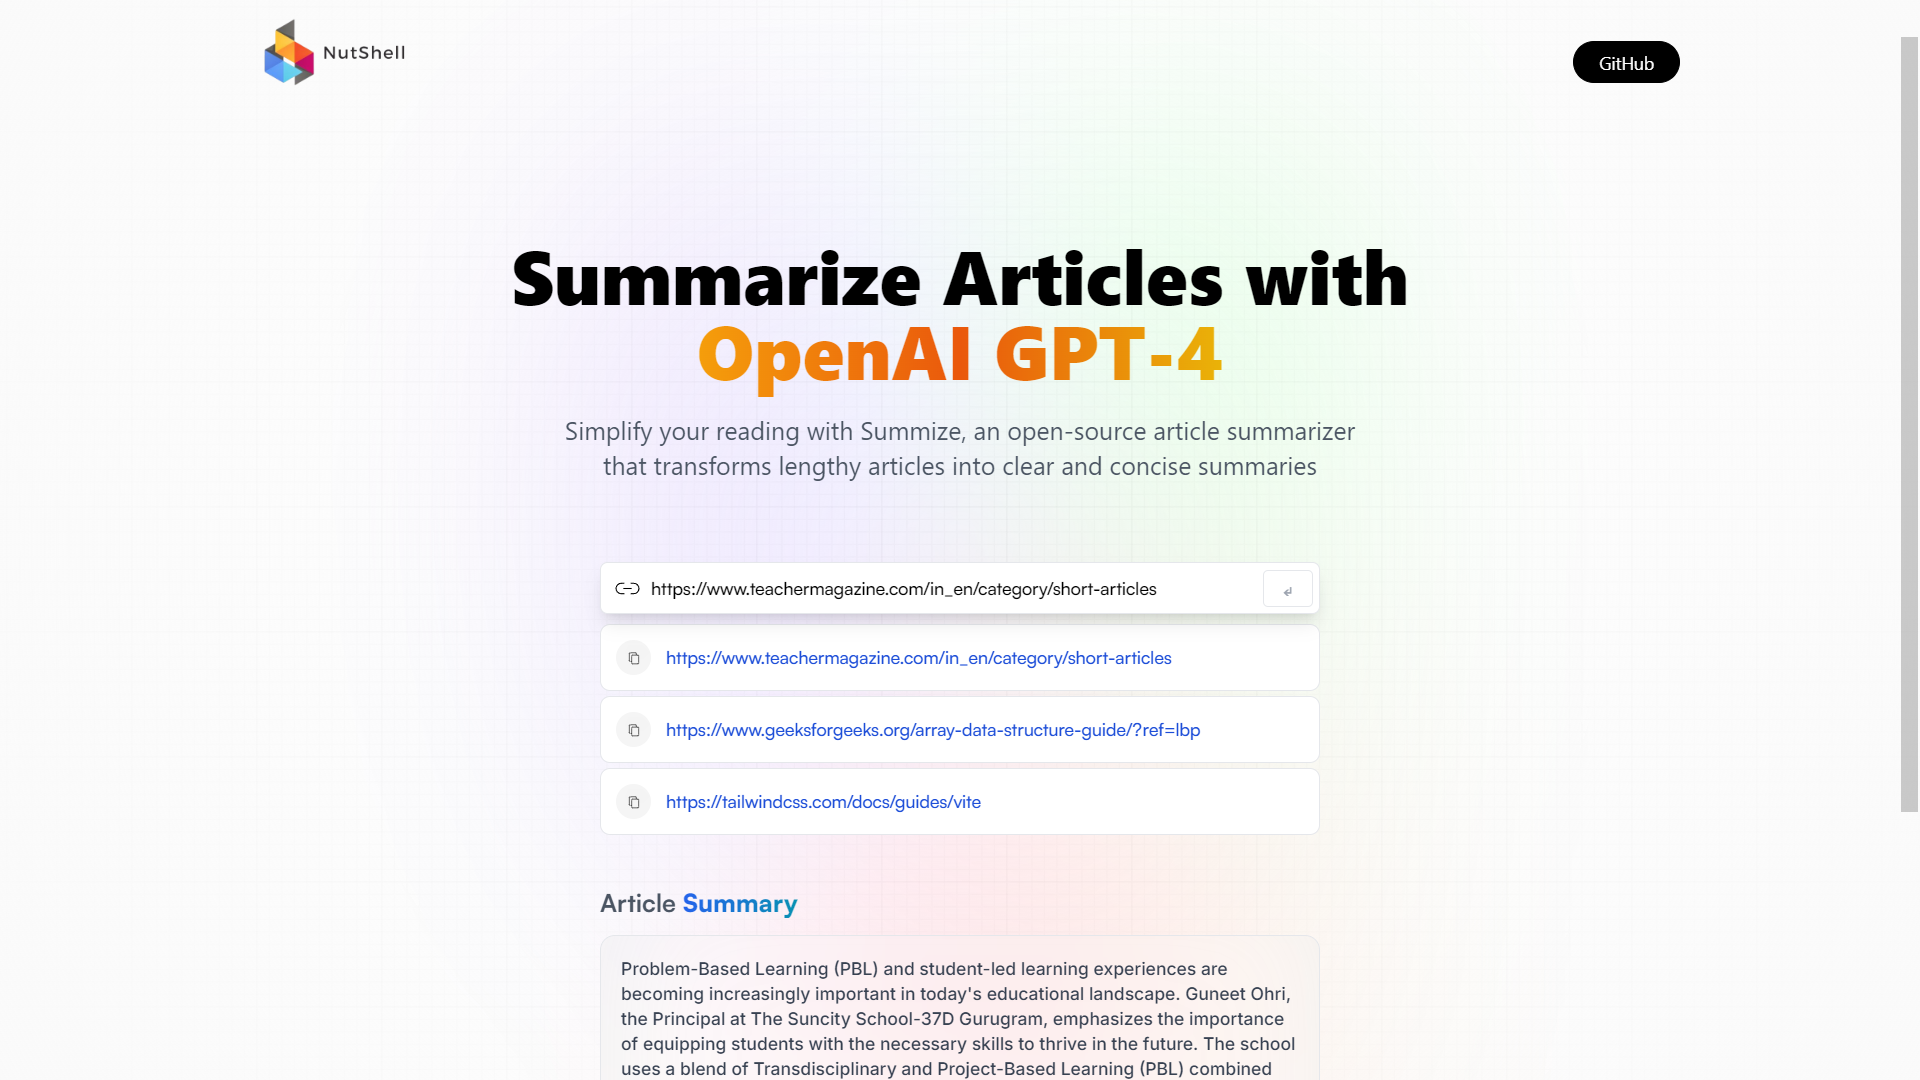 NutShell
GitHub
Summarize Articles with
OpenAI GPT-4
Simplify your reading with Summize, an open-source article summarizer
that transforms lengthy articles into clear and concise summaries
https://www.teachermagazine.com/in_en/category/short-articles
↵
https://www.teachermagazine.com/in_en/category/short-articles
https://www.geeksforgeeks.org/array-data-structure-guide/?ref=lbp
https://tailwindcss.com/docs/guides/vite
Article Summary
Problem-Based Learning (PBL) and student-led learning experiences are
becoming increasingly important in today's educational landscape. Guneet Ohri,
the Principal at The Suncity School-37D Gurugram, emphasizes the importance
of equipping students with the necessary skills to thrive in the future. The school
uses a blend of Transdisciplinary and Project-Based Learning (PBL) combined